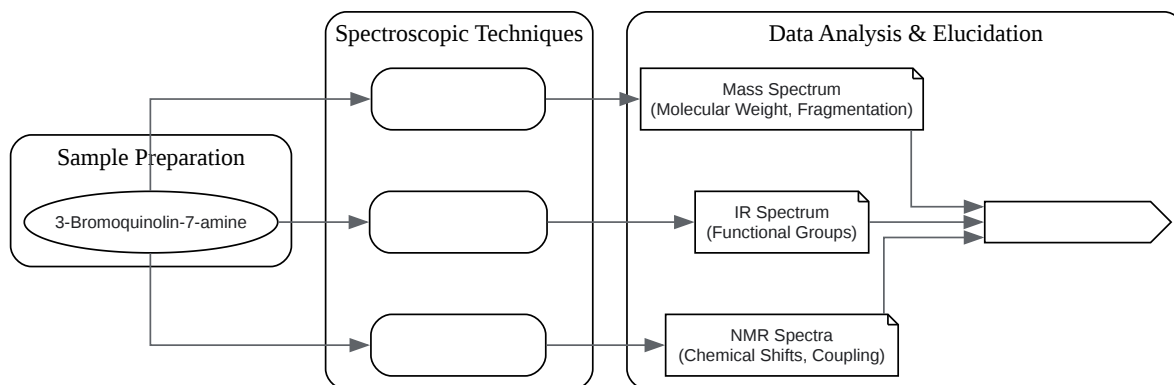 Spectroscopic Techniques
Data Analysis & Elucidation
Mass Spectrum
(Molecular Weight, Fragmentation)
Sample Preparation
3-Bromoquinolin-7-amine
IR Spectrum
(Functional Groups)
NMR Spectra
(Chemical Shifts, Coupling)